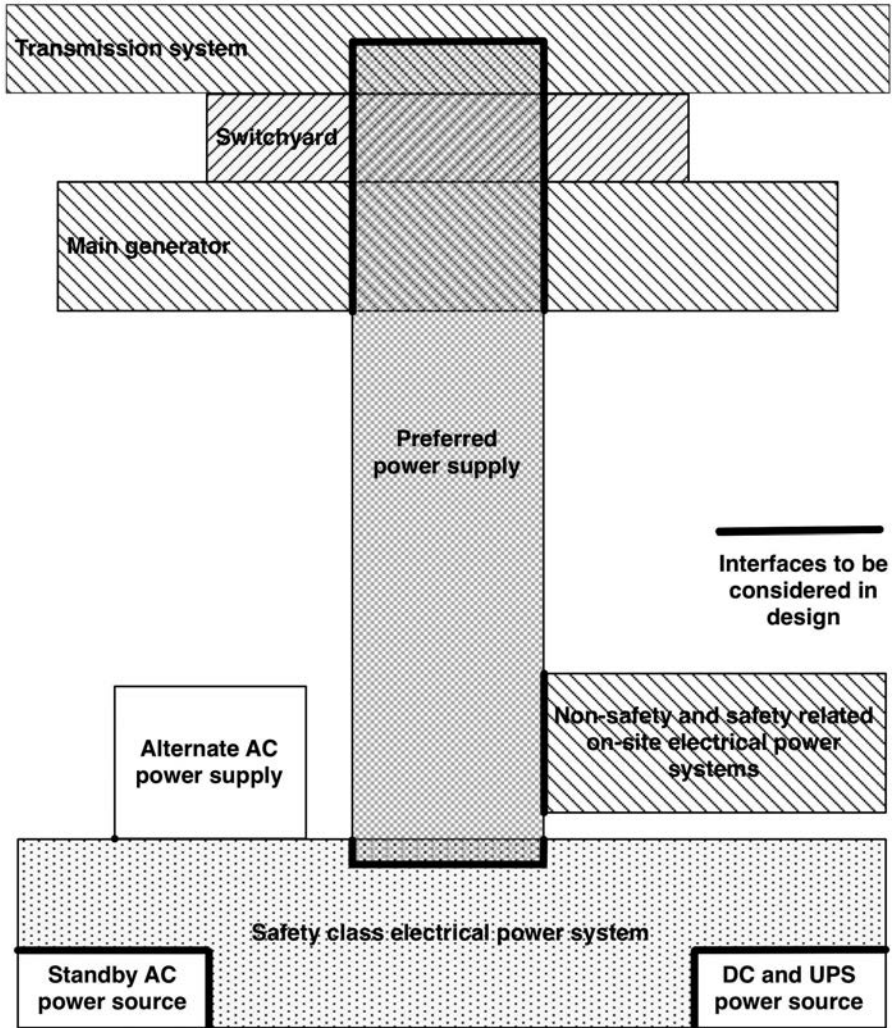 Transmission system
Switchyard
Main generator
Preferred
power supply
Interfaces to be
considered in
design
Non-safety and safety related
on-site electrical power
systems
Alternate AC
power supply
Safety class electrical power system
Standby AC
power source
DC and UPS
power source